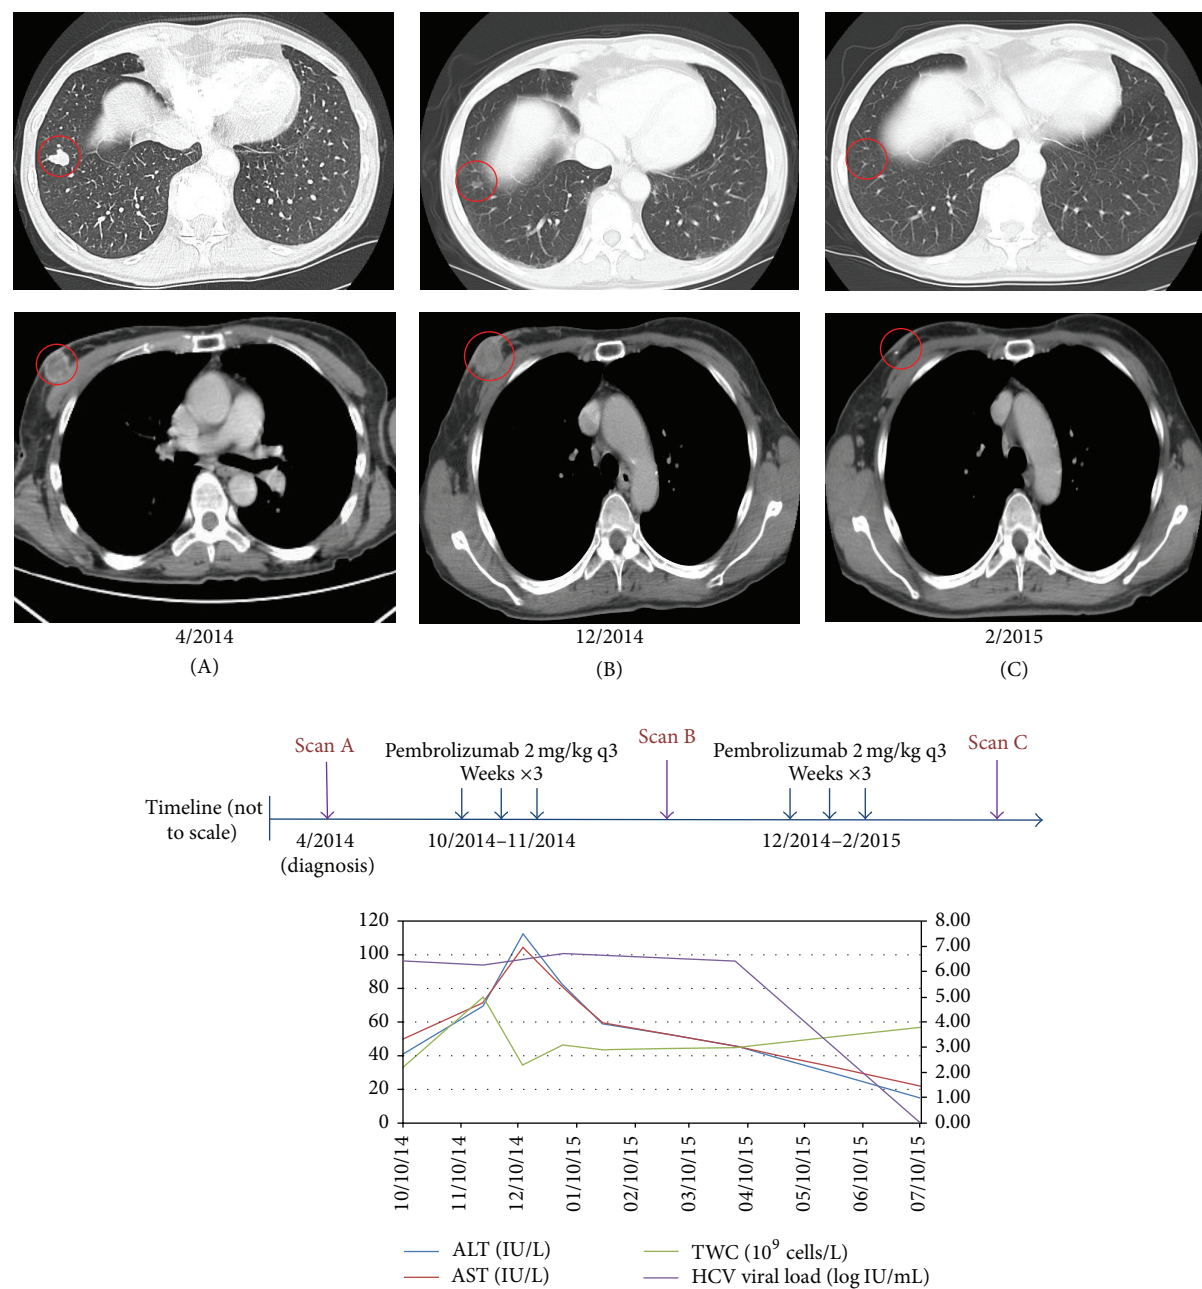 4/2014
12/2014
2/2015
(A)
(B)
(C)
Scan A
Pembrolizumab 2 mg/kg q3
Weeks ×3
Scan B
Pembrolizumab 2 mg/kg q3
Weeks ×3
Scan C
Timeline (not
to scale)
4/2014
(diagnosis)
10/2014–11/2014
12/2014–2/2015
120
100
80
60
40
20
0
8.00
7.00
6.00
5.00
4.00
3.00
2.00
1.00
0.00
10/10/14
11/10/14
12/10/14
01/10/15
02/10/15
03/10/15
04/10/15
05/10/15
06/10/15
07/10/15
ALT (IU/L)
AST (IU/L)
TWC (10⁹ cells/L)
HCV viral load (log IU/mL)